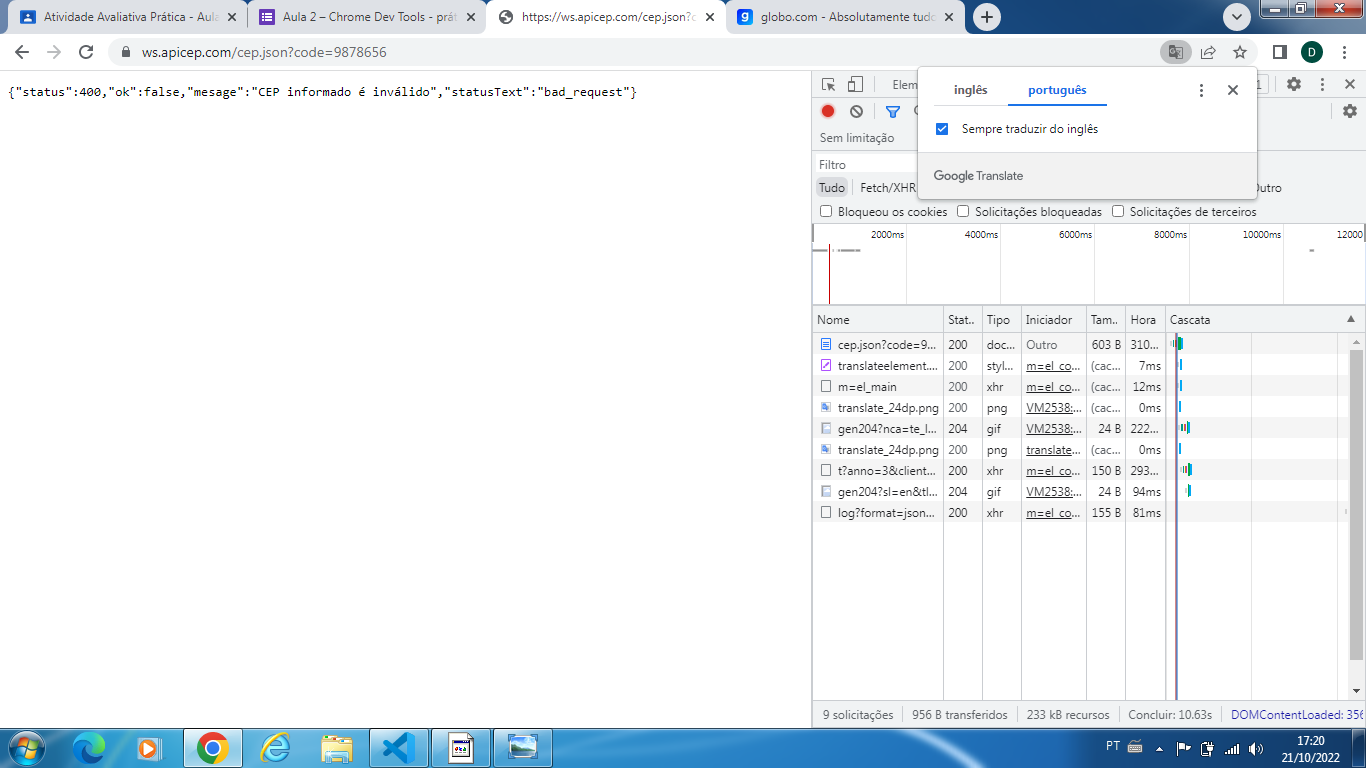 Atividade Avaliativa Prática - Aula
Aula 2 – Chrome Dev Tools - prát
https://ws.apicep.com/cep.json?c
globo.com - Absolutamente tudo
ws.apicep.com/cep.json?code=9878656
D
{"status":400,"ok":false,"mesage":"CEP informado é inválido","statusText":"bad_request"}
Elem
1
inglês
português
Sempre traduzir do inglês
Google Translate
Sem limitação
Filtro
Tudo
Fetch/XHR
Outro
Bloqueou os cookies
Solicitações bloqueadas
Solicitações de terceiros
2000ms
4000ms
6000ms
8000ms
10000ms
12000
Nome Stat.. Tipo Iniciador Tam.. Hora Cascata
cep.json?code=9... 200 doc... Outro 603 B 310...
translateelement.... 200 styl... m=el_co... (cac... 7ms
m=el_main 200 xhr m=el_co... (cac... 12ms
translate_24dp.png 200 png VM2538:... (cac... 0ms
gen204?nca=te_l... 204 gif VM2538:... 24 B 222...
translate_24dp.png 200 png translate... (cac... 0ms
t?anno=3&client... 200 xhr m=el_co... 150 B 293...
gen204?sl=en&tl... 204 gif VM2538:... 24 B 94ms
log?format=json... 200 xhr m=el_co... 155 B 81ms
9 solicitações
956 B transferidos
233 kB recursos
Concluir: 10.63s
DOMContentLoaded: 356
PT
17:20
21/10/2022